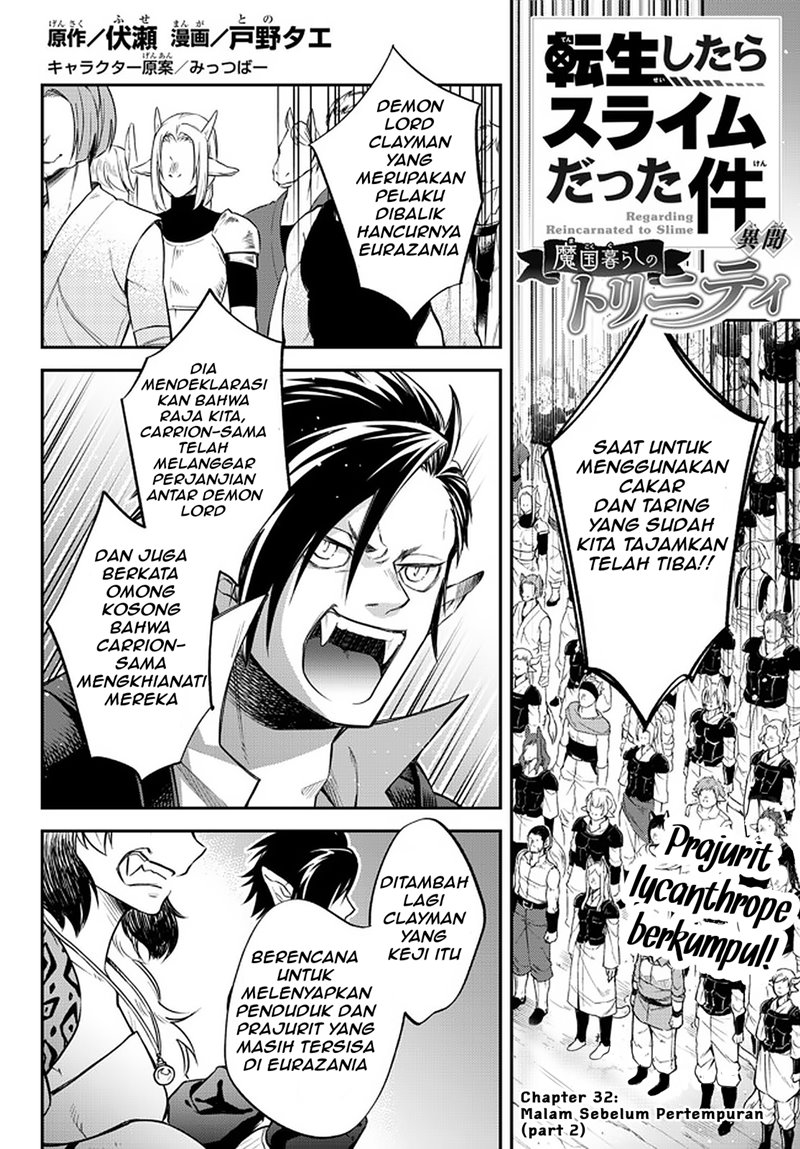 原作／伏瀬 漫画／戸野タエ
キャラクター原案／みっつばー
転生したら
スライム
だった件
Regarding
Reincarnated to Slime
異聞
魔国暮らしの
トリニティ
SAAT UNTUK
MENGGUNAKAN
CAKAR
DAN TARING
YANG SUDAH
KITA TAJAMKAN
TELAH TIBA!!
Prajurit
lucanthrope
berkumpul!
Chapter 32:
Malam Sebelum Pertempuran
(part 2)
DEMON
LORD
CLAYMAN
YANG
MERUPAKAN
PELAKU
DIBALIK
HANCURNYA
EURAZANIA
DIA
MENDEKLARASI
KAN BAHWA
RAJA KITA,
CARRION-SAMA
TELAH
MELANGGAR
PERJANJIAN
ANTAR DEMON
LORD
DAN JUGA
BERKATA
OMONG
KOSONG
BAHWA
CARRION-
SAMA
MENGKHIANATI
MEREKA
DITAMBAH
LAGI
CLAYMAN
YANG
KEJI ITU
BERENCANA
UNTUK
MELENYAPKAN
PENDUDUK DAN
PRAJURIT YANG
MASIH TERSISA
DI EURAZANIA